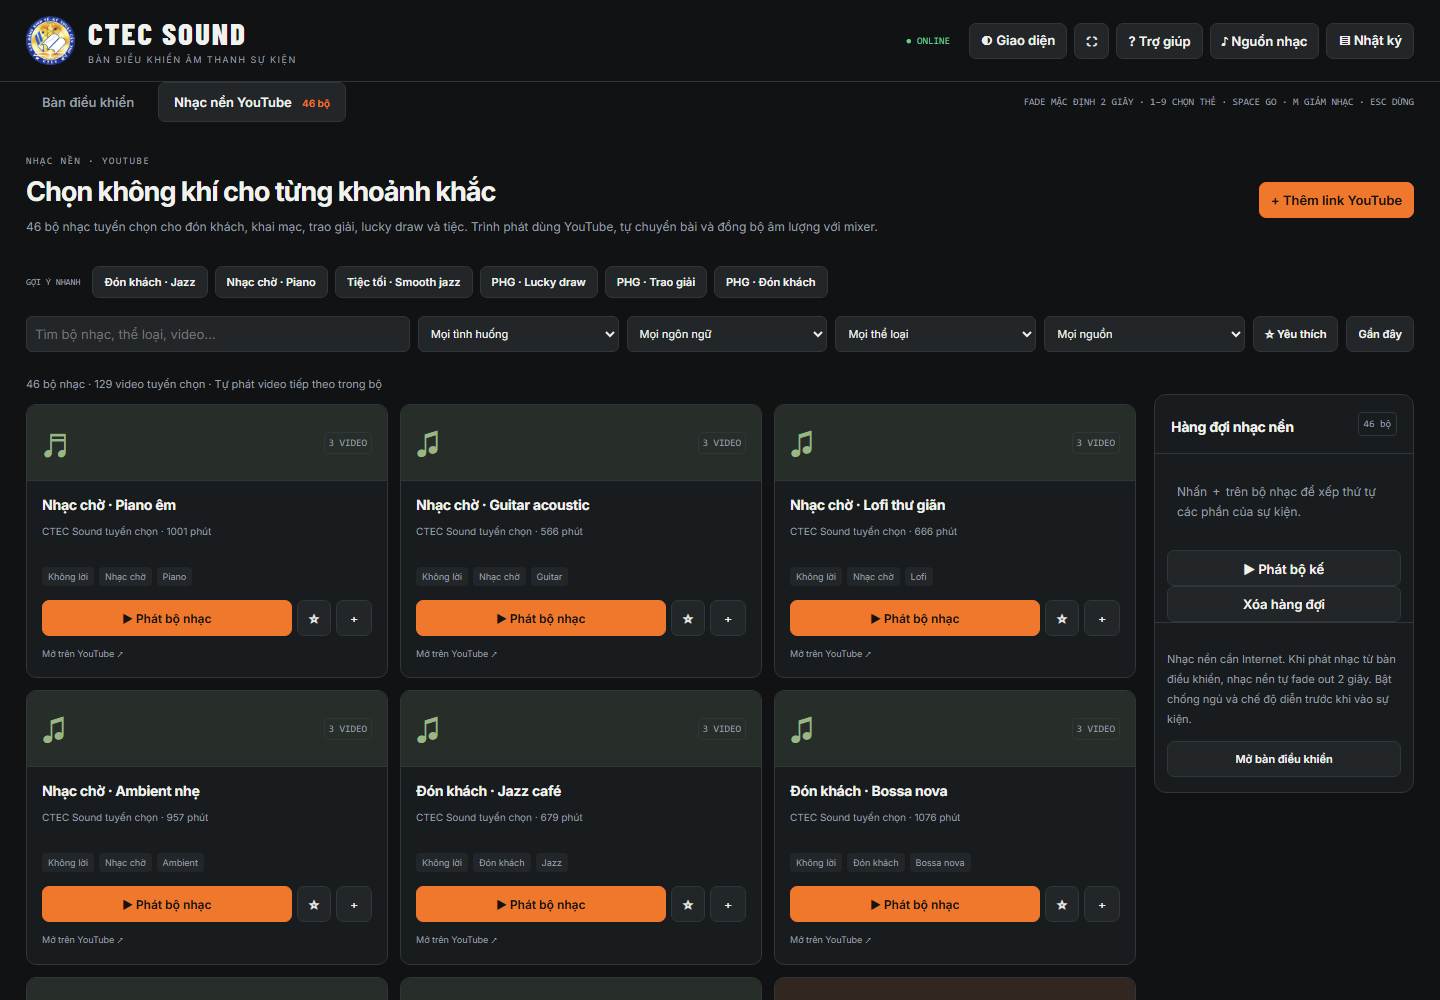 CTEC SOUND
BÀN ĐIỀU KHIỂN ÂM THANH SỰ KIỆN
● ONLINE
◐ Giao diện
⛶
? Trợ giúp
♪ Nguồn nhạc
▤ Nhật ký
Bàn điều khiển
Nhạc nền YouTube 46 bộ
FADE MẶC ĐỊNH 2 GIÂY · 1–9 CHỌN THẺ · SPACE GO · M GIẢM NHẠC · ESC DỪNG
NHẠC NỀN · YOUTUBE
Chọn không khí cho từng khoảnh khắc
46 bộ nhạc tuyển chọn cho đón khách, khai mạc, trao giải, lucky draw và tiệc. Trình phát dùng YouTube, tự chuyển bài và đồng bộ âm lượng với mixer.
+ Thêm link YouTube
GỢI Ý NHANH
Đón khách · Jazz
Nhạc chờ · Piano
Tiệc tối · Smooth jazz
PHG · Lucky draw
PHG · Trao giải
PHG · Đón khách
Tìm bộ nhạc, thể loại, video...
Mọi tình huống
Mọi ngôn ngữ
Mọi thể loại
Mọi nguồn
☆ Yêu thích
Gần đây
46 bộ nhạc · 129 video tuyển chọn · Tự phát video tiếp theo trong bộ
3 VIDEO
Nhạc chờ · Piano êm
CTEC Sound tuyển chọn · 1001 phút
Không lời
Nhạc chờ
Piano
▶ Phát bộ nhạc
☆
+
Mở trên YouTube ↗
3 VIDEO
Nhạc chờ · Guitar acoustic
CTEC Sound tuyển chọn · 566 phút
Không lời
Nhạc chờ
Guitar
▶ Phát bộ nhạc
☆
+
Mở trên YouTube ↗
3 VIDEO
Nhạc chờ · Lofi thư giãn
CTEC Sound tuyển chọn · 666 phút
Không lời
Nhạc chờ
Lofi
▶ Phát bộ nhạc
☆
+
Mở trên YouTube ↗
3 VIDEO
Nhạc chờ · Ambient nhẹ
CTEC Sound tuyển chọn · 957 phút
Không lời
Nhạc chờ
Ambient
▶ Phát bộ nhạc
☆
+
Mở trên YouTube ↗
3 VIDEO
Đón khách · Jazz café
CTEC Sound tuyển chọn · 679 phút
Không lời
Đón khách
Jazz
▶ Phát bộ nhạc
☆
+
Mở trên YouTube ↗
3 VIDEO
Đón khách · Bossa nova
CTEC Sound tuyển chọn · 1076 phút
Không lời
Đón khách
Bossa nova
▶ Phát bộ nhạc
☆
+
Mở trên YouTube ↗
Hàng đợi nhạc nền
46 bộ
Nhấn + trên bộ nhạc để xếp thứ tự
các phần của sự kiện.
▶ Phát bộ kế
Xóa hàng đợi
Nhạc nền cần Internet. Khi phát nhạc từ bàn
điều khiển, nhạc nền tự fade out 2 giây. Bật
chống ngủ và chế độ diễn trước khi vào sự
kiện.
Mở bàn điều khiển